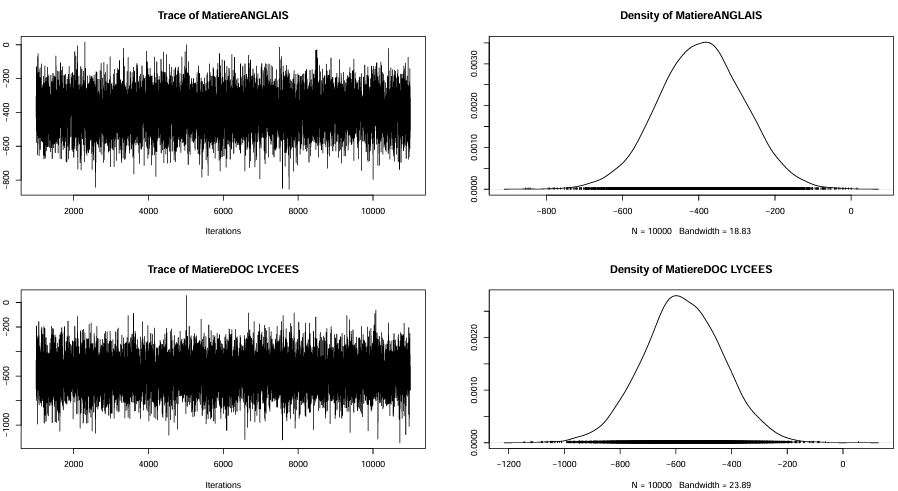 Trace of MatiereANGLAIS
0
−200
−400
−600
−800
2000 4000 6000 8000 10000
Iterations
Density of MatiereANGLAIS
0.0030
0.0020
0.0010
0.0000
−800 −600 −400 −200 0
N = 10000 Bandwidth = 18.83
Trace of MatiereDOC LYCEES
0
−200
−600
−1000
2000 4000 6000 8000 10000
Iterations
Density of MatiereDOC LYCEES
0.0020
0.0010
0.0000
−1200 −1000 −800 −600 −400 −200 0
N = 10000 Bandwidth = 23.89